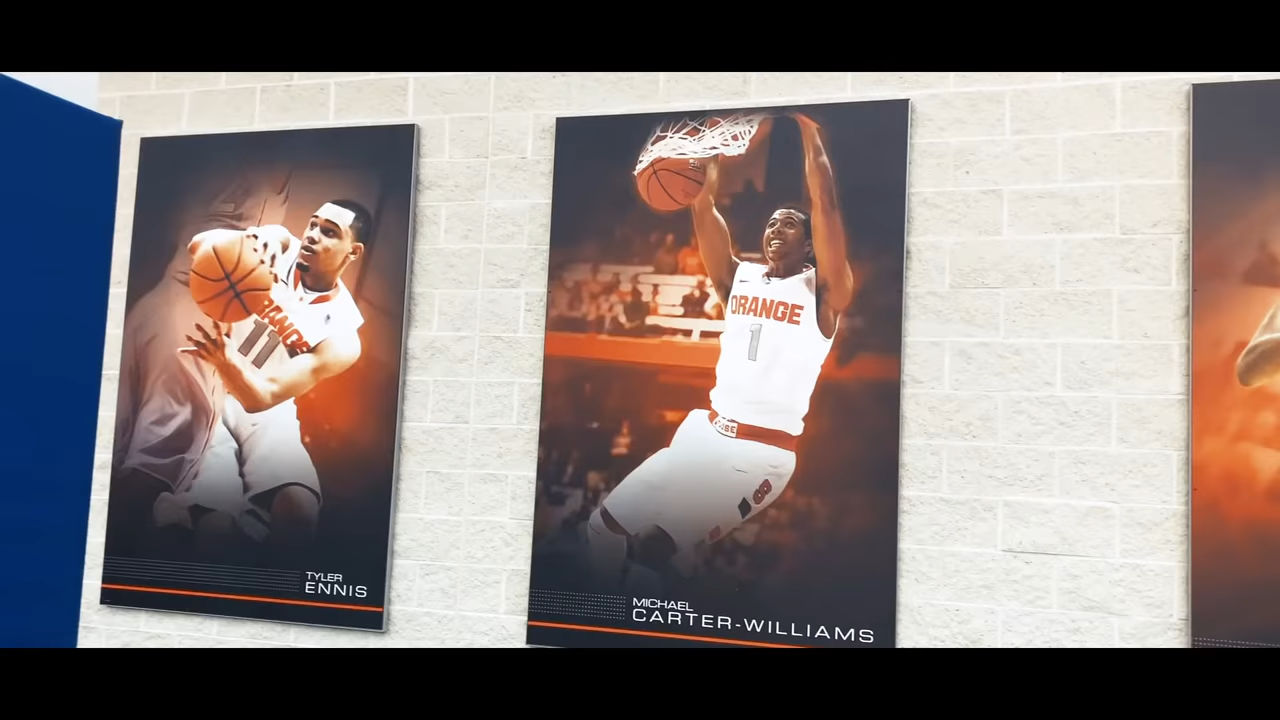 ORANGE
11
TYLER
ENNIS
ORANGE
1
MICHAEL
CARTER-WILLIAMS